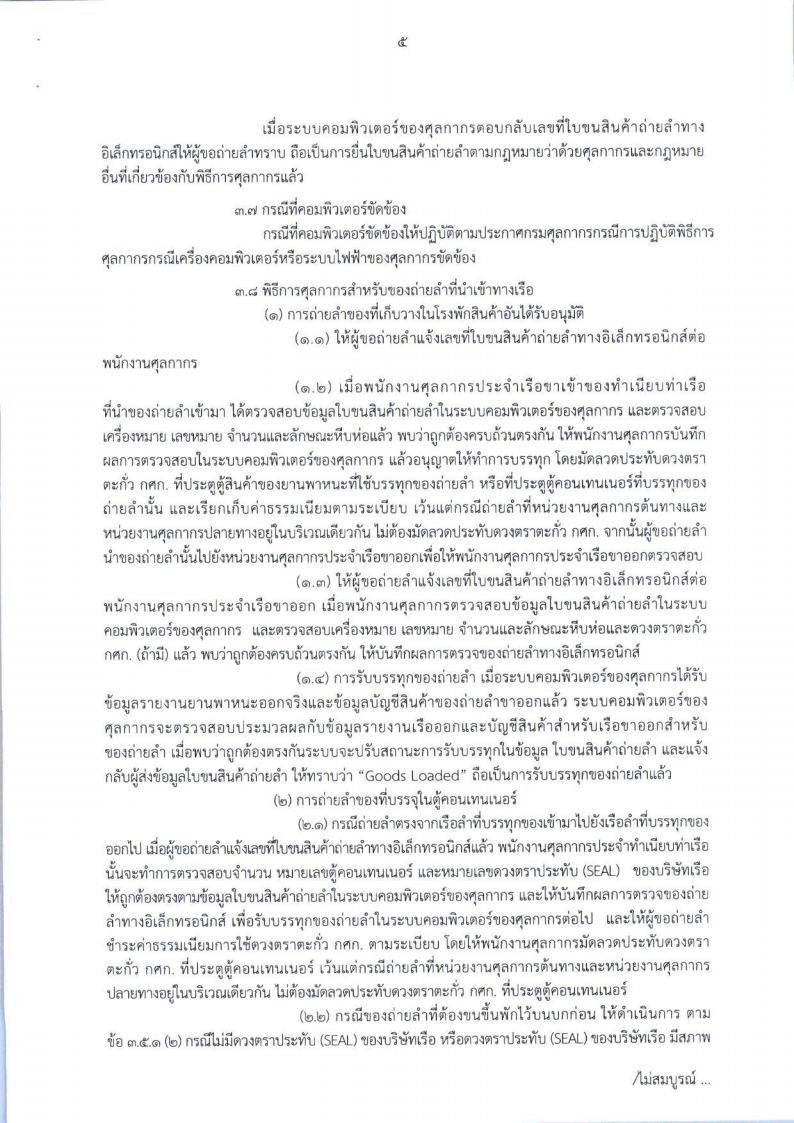 ๕
เมื่อระบบคอมพิวเตอร์ของศุลกากรตอบกลับเลขที่ใบขนสินค้าถ่ายลำทาง
อิเล็กทรอนิกส์ให้ผู้ขอถ่ายลำทราบ ถือเป็นการยื่นใบขนสินค้าถ่ายลำตามกฎหมายว่าด้วยศุลกากรและกฎหมาย
อื่นที่เกี่ยวข้องกับพิธีการศุลกากรแล้ว
๓.๗ กรณีที่คอมพิวเตอร์ขัดข้อง
กรณีที่คอมพิวเตอร์ขัดข้องให้ปฏิบัติตามประกาศกรมศุลกากรกรณีการปฏิบัติพิธีการ
ศุลกากรกรณีเครื่องคอมพิวเตอร์หรือระบบไฟฟ้าของศุลกากรขัดข้อง
๓.๘ พิธีการศุลกากรสำหรับของถ่ายลำที่นำเข้าทางเรือ
(๑) การถ่ายลำของที่เก็บวางในโรงพักสินค้าอันได้รับอนุมัติ
(๑.๑) ให้ผู้ขอถ่ายลำแจ้งเลขที่ใบขนสินค้าถ่ายลำทางอิเล็กทรอนิกส์ต่อ
พนักงานศุลกากร
(๑.๒) เมื่อพนักงานศุลกากรประจำเรือขาเข้าของทำเนียบท่าเรือ
ที่นำของถ่ายลำเข้ามา ได้ตรวจสอบข้อมูลใบขนสินค้าถ่ายลำในระบบคอมพิวเตอร์ของศุลกากร และตรวจสอบ
เครื่องหมาย เลขหมาย จำนวนและลักษณะหีบห่อแล้ว พบว่าถูกต้องครบถ้วนตรงกัน ให้พนักงานศุลกากรบันทึก
ผลการตรวจสอบในระบบคอมพิวเตอร์ของศุลกากร แล้วอนุญาตให้ทำการบรรทุก โดยมัดลวดประทับดวงตรา
ตะกั่ว กศก. ที่ประตูตู้สินค้าของยานพาหนะที่ใช้บรรทุกของถ่ายลำ หรือที่ประตูตู้คอนเทนเนอร์ที่บรรทุกของ
ถ่ายลำนั้น และเรียกเก็บค่าธรรมเนียมตามระเบียบ เว้นแต่กรณีถ่ายลำที่หน่วยงานศุลกากรต้นทางและ
หน่วยงานศุลกากรปลายทางอยู่ในบริเวณเดียวกัน ไม่ต้องมัดลวดประทับดวงตราตะกั่ว กศก. จากนั้นผู้ขอถ่ายลำ
นำของถ่ายลำนั้นไปยังหน่วยงานศุลกากรประจำเรือขาออกเพื่อให้พนักงานศุลกากรประจำเรือขาออกตรวจสอบ
(๑.๓) ให้ผู้ขอถ่ายลำแจ้งเลขที่ใบขนสินค้าถ่ายลำทางอิเล็กทรอนิกส์ต่อ
พนักงานศุลกากรประจำเรือขาออก เมื่อพนักงานศุลกากรตรวจสอบข้อมูลใบขนสินค้าถ่ายลำในระบบ
คอมพิวเตอร์ของศุลกากร และตรวจสอบเครื่องหมาย เลขหมาย จำนวนและลักษณะหีบห่อและดวงตราตะกั่ว
กศก. (ถ้ามี) แล้ว พบว่าถูกต้องครบถ้วนตรงกัน ให้บันทึกผลการตรวจของถ่ายลำทางอิเล็กทรอนิกส์
(๑.๔) การรับบรรทุกของถ่ายลำ เมื่อระบบคอมพิวเตอร์ของศุลกากรได้รับ
ข้อมูลรายงานยานพาหนะออกจริงและข้อมูลบัญชีสินค้าของถ่ายลำขาออกแล้ว ระบบคอมพิวเตอร์ของ
ศุลกากรจะตรวจสอบประมวลผลกับข้อมูลรายงานเรือออกและบัญชีสินค้าสำหรับเรือขาออกสำหรับ
ของถ่ายลำ เมื่อพบว่าถูกต้องตรงกันระบบจะปรับสถานะการรับบรรทุกในข้อมูล ใบขนสินค้าถ่ายลำ และแจ้ง
กลับผู้ส่งข้อมูลใบขนสินค้าถ่ายลำ ให้ทราบว่า “Goods Loaded” ถือเป็นการรับบรรทุกของถ่ายลำแล้ว
(๒) การถ่ายลำของที่บรรจุในตู้คอนเทนเนอร์
(๒.๑) กรณีถ่ายลำตรงจากเรือลำที่บรรทุกของเข้ามาไปยังเรือลำที่บรรทุกของ
ออกไป เมื่อผู้ขอถ่ายลำแจ้งเลขที่ใบขนสินค้าถ่ายลำทางอิเล็กทรอนิกส์แล้ว พนักงานศุลกากรประจำทำเนียบท่าเรือ
นั้นจะทำการตรวจสอบจำนวน หมายเลขตู้คอนเทนเนอร์ และหมายเลขดวงตราประทับ (SEAL) ของบริษัทเรือ
ให้ถูกต้องตรงตามข้อมูลใบขนสินค้าถ่ายลำในระบบคอมพิวเตอร์ของศุลกากร และให้บันทึกผลการตรวจของถ่าย
ลำทางอิเล็กทรอนิกส์ เพื่อรับบรรทุกของถ่ายลำในระบบคอมพิวเตอร์ของศุลกากรต่อไป และให้ผู้ขอถ่ายลำ
ชำระค่าธรรมเนียมการใช้ดวงตราตะกั่ว กศก. ตามระเบียบ โดยให้พนักงานศุลกากรมัดลวดประทับดวงตรา
ตะกั่ว กศก. ที่ประตูตู้คอนเทนเนอร์ เว้นแต่กรณีถ่ายลำที่หน่วยงานศุลกากรต้นทางและหน่วยงานศุลกากร
ปลายทางอยู่ในบริเวณเดียวกัน ไม่ต้องมัดลวดประทับดวงตราตะกั่ว กศก. ที่ประตูตู้คอนเทนเนอร์
(๒.๒) กรณีของถ่ายลำที่ต้องขนขึ้นพักไว้บนบกก่อน ให้ดำเนินการ ตาม
ข้อ ๓.๕.๑ (๒) กรณีไม่มีดวงตราประทับ (SEAL) ของบริษัทเรือ หรือดวงตราประทับ (SEAL) ของบริษัทเรือ มีสภาพ
/ไม่สมบูรณ์ ...